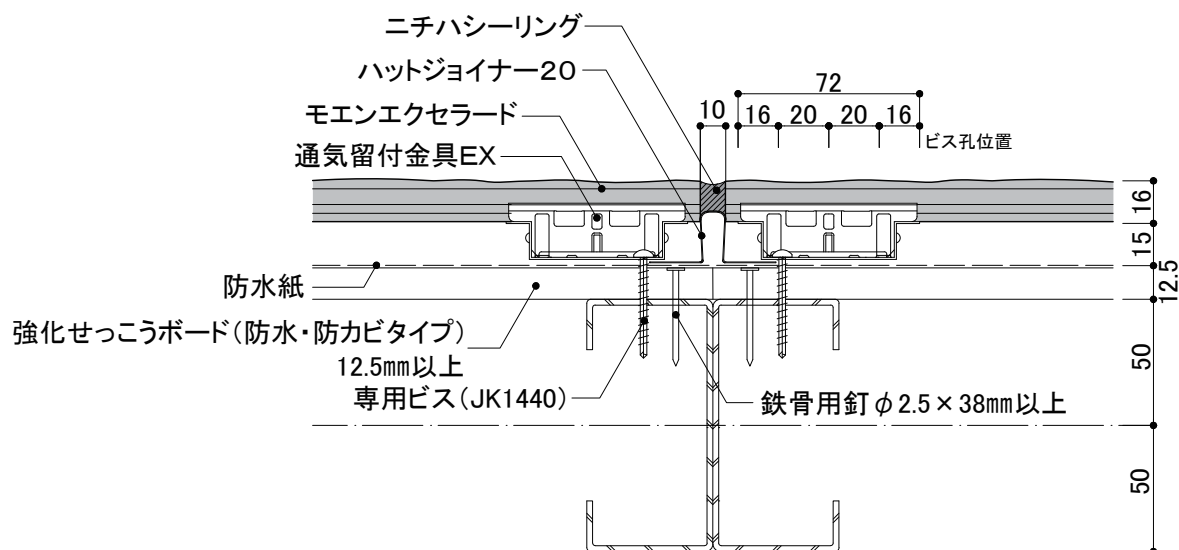 ニチハシーリング
ハットジョイナー20
モエンエクセラード
通気留付金具EX
72
10
16
20
20
16
ビス孔位置
16
15
12.5
防水紙
強化せっこうボード(防水・防カビタイプ)
12.5㎜以上
専用ビス(JK1440)
鉄骨用釘φ2.5×38㎜以上
50
50